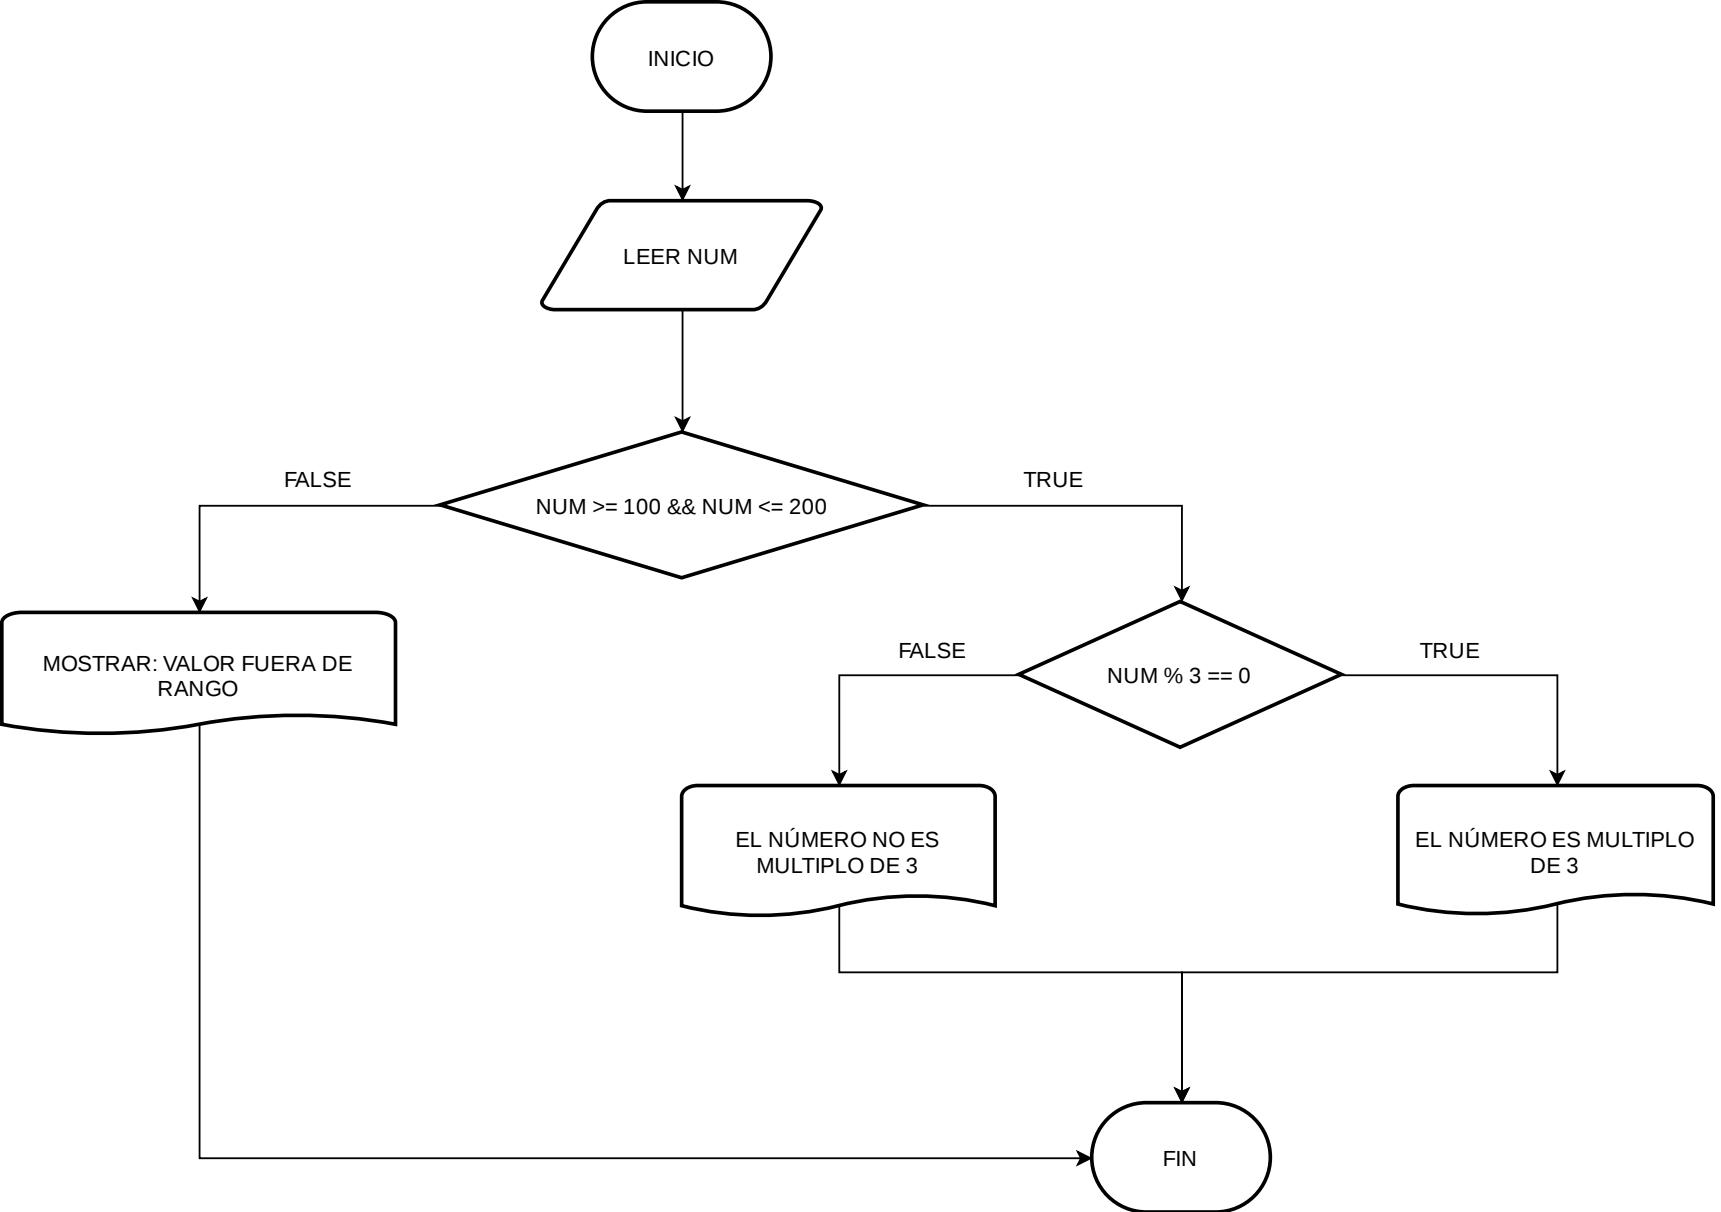 INICIO
LEER NUM
FALSE
TRUE
NUM >= 100 && NUM <= 200
MOSTRAR: VALOR FUERA DE
RANGO
FALSE
TRUE
NUM % 3 == 0
EL NÚMERO NO ES
MULTIPLO DE 3
EL NÚMERO ES MULTIPLO
DE 3
FIN